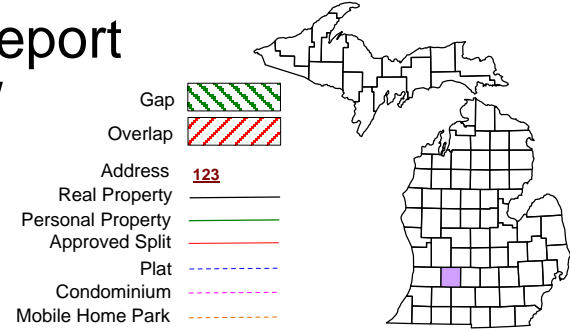 eport
Gap
Overlap
Address 123
Real Property
Personal Property
Approved Split
Plat
Condominium
Mobile Home Park